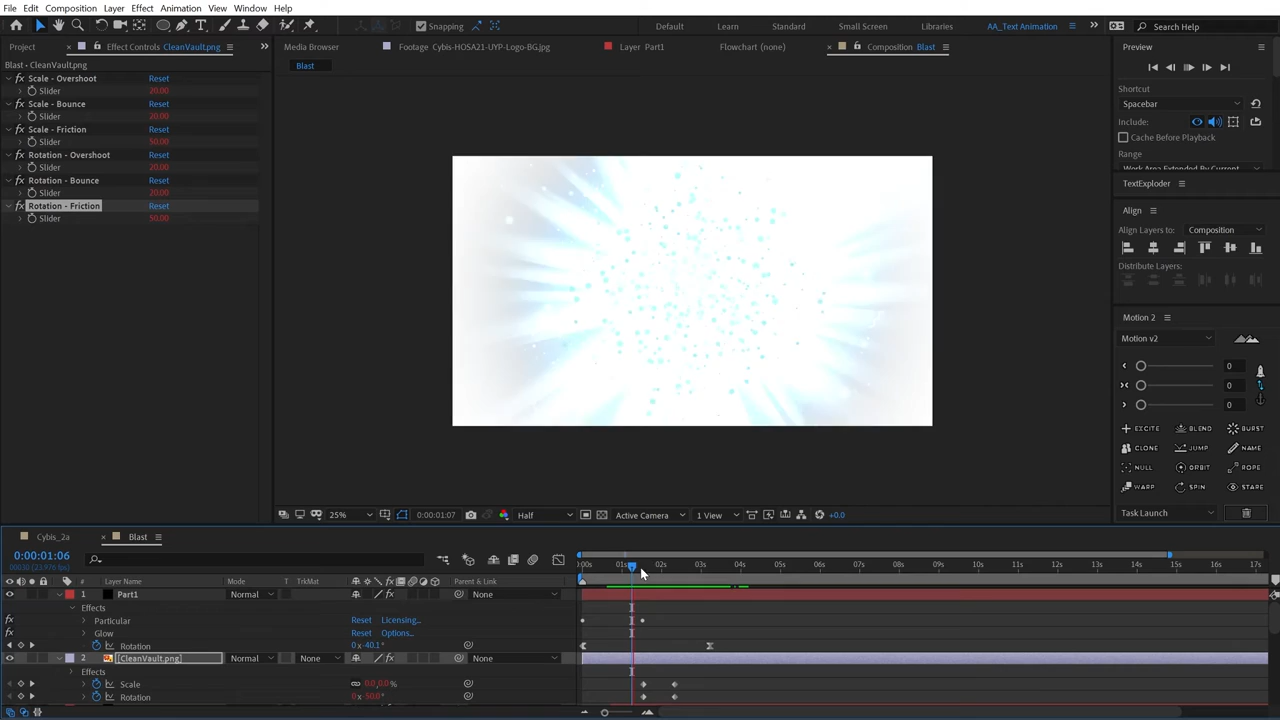 File Edit Composition Layer Effect Animation View Window Help
Snapping Default Learn Standard Small Screen Libraries AA_Text Animation » Search Help
Project Effect Controls CleanVault.png » Media Browser Footage Cybis-HOSA21-UYP-Logo-BG.jpg Layer Part1 Flowchart (none) Composition Blast Preview
Blast • CleanVault.png Blast
Scale - Overshoot Reset
Slider 20.00
Scale - Bounce Reset
Slider 20.00
Scale - Friction Reset
Slider 50.00
Rotation - Overshoot Reset
Slider 20.00
Rotation - Bounce Reset
Slider 20.00
Rotation - Friction Reset
Slider 50.00
Shortcut
Spacebar
Include:
Cache Before Playback
Range
Work Area Extended By Current
TextExploder
Align
Align Layers to: Composition
Distribute Layers:
Motion 2
Motion v2
0
0
0
EXCITE BLEND BURST
CLONE JUMP NAME
NULL ORBIT ROPE
WARP SPIN STARE
Task Launch
25% 0:00:01:07 Half Active Camera 1 View +0.0
Cybis_2a Blast
0:00:01:06
00030 (23.976 fps)
:00s 01s 02s 03s 04s 05s 06s 07s 08s 09s 10s 11s 12s 13s 14s 15s 16s 17s
# Layer Name Mode T TrkMat Parent & Link
1 Part1 Normal None
Effects
Particular Reset Licensing...
Glow Reset Options...
Rotation 0x-40.1°
2 [CleanVault.png] Normal None None
Effects
Scale 0.0,0.0%
Rotation 0x-50.0°